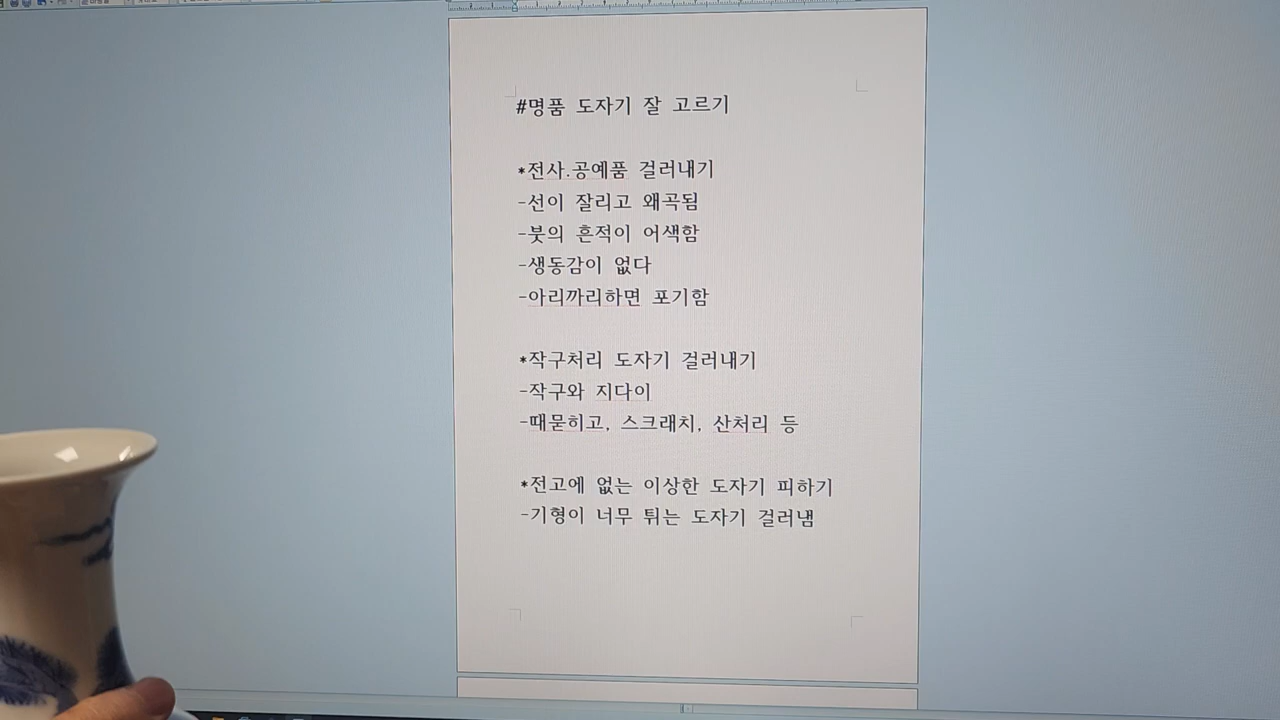 #명품 도자기 잘 고르기
*전사.공예품 걸러내기
-선이 잘리고 왜곡됨
-붓의 흔적이 어색함
-생동감이 없다
-아리까리하면 포기함
*작구처리 도자기 걸러내기
-작구와 지다이
-때묻히고, 스크래치, 산처리 등
*전고에 없는 이상한 도자기 피하기
-기형이 너무 튀는 도자기 걸러냄